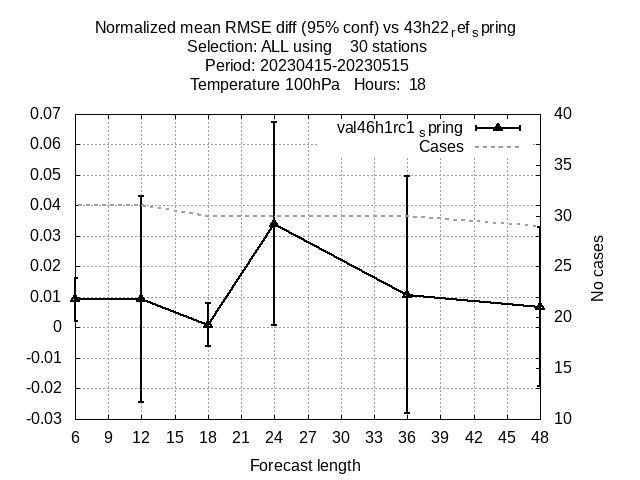 Normalized mean RMSE diff (95% conf) vs 43h22refspring
Selection: ALL using 30 stations
Period: 20230415-20230515
Temperature 100hPa Hours: 18
0.07
0.06
0.05
0.04
0.03
0.02
0.01
0
-0.01
-0.02
-0.03
40
35
30
25
20
15
10
val46h1rc1spring
Cases
No cases
6 9 12 15 18 21 24 27 30 33 36 39 42 45 48
Forecast length